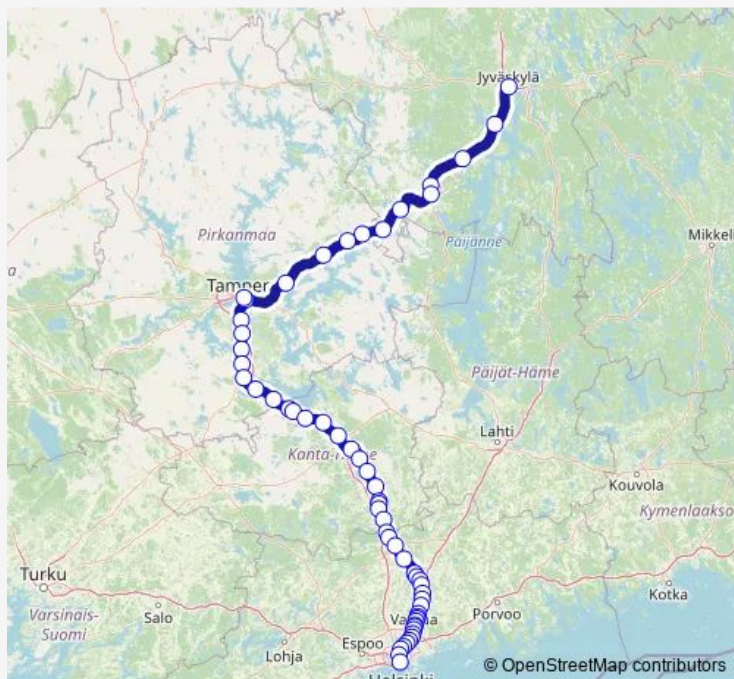 Jyväskylä
Mikkeli
Pirkanmaa
Päijänne
Tamper
Päijät-Häme
Lahti
Kanta-H
Kouvola
Kymenlaakso
Turku
Kotka
Varsinais-
Suomi
Salo
Porvoo
Espoo
Lohja
Helsinki
© OpenStreetMap contributors